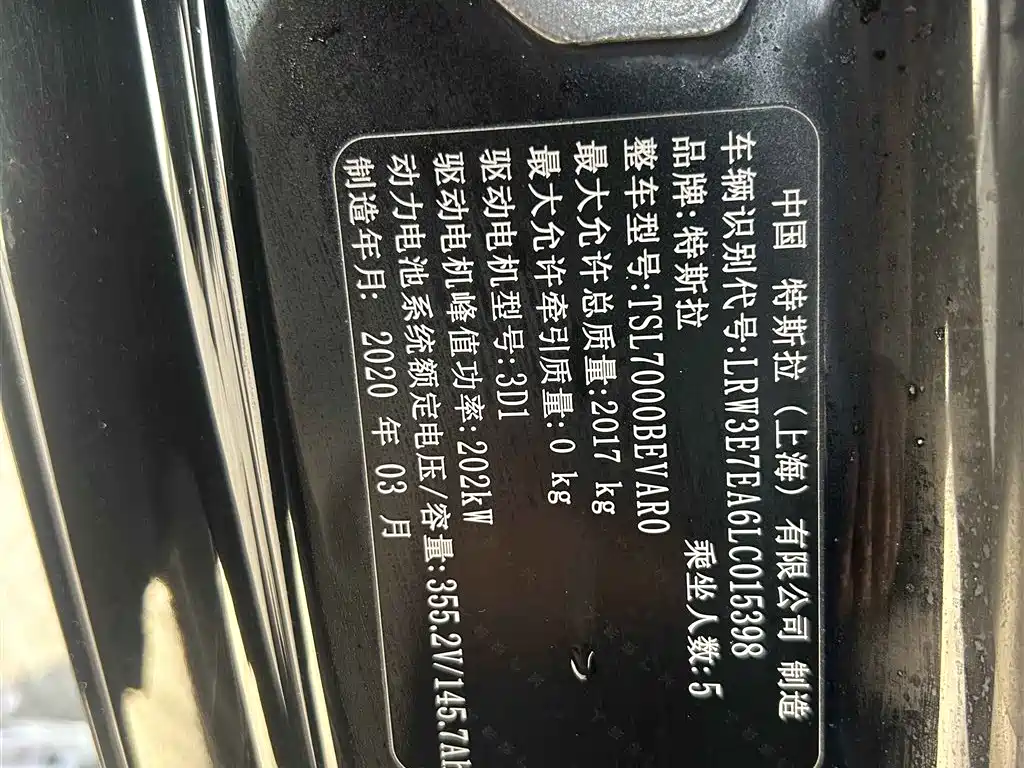 中国 特斯拉（上海）有限公司 制造
车辆识别代号:LRW3E7EA6LC015398
品牌:特斯拉 乘坐人数:5
整车型号:TSL7000BEVAR0
最大允许总质量:2017 kg
最大允许牵引质量:0 kg
驱动电机型号:3D1
驱动电机峰值功率:202kW
动力电池系统额定电压/容量:355.2V/145.7Ah
制造年月: 2020 年 03 月